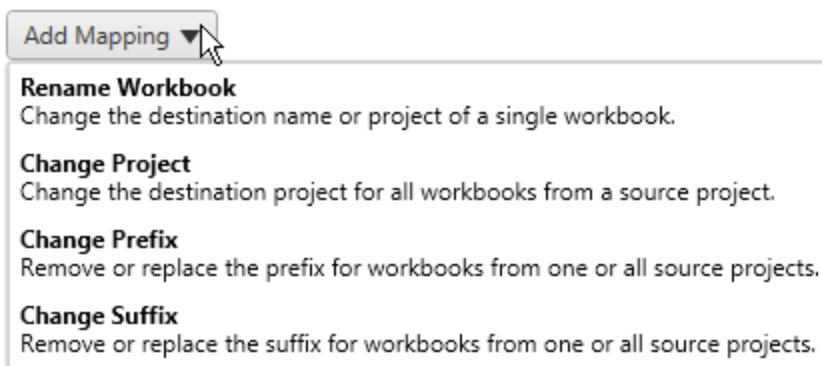 Add Mapping
Rename Workbook
Change the destination name or project of a single workbook.
Change Project
Change the destination project for all workbooks from a source project.
Change Prefix
Remove or replace the prefix for workbooks from one or all source projects.
Change Suffix
Remove or replace the suffix for workbooks from one or all source projects.